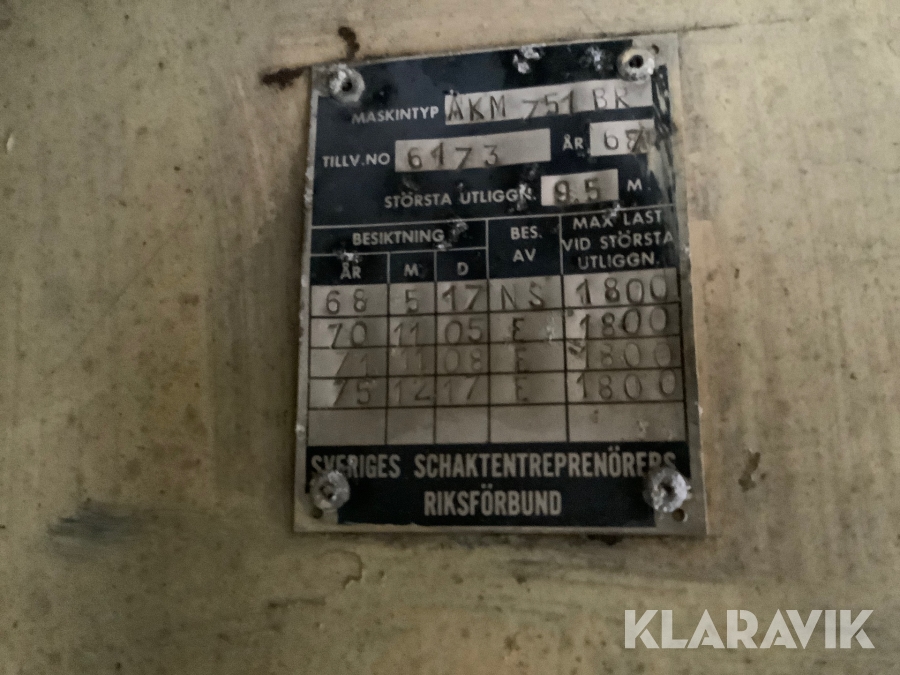 MASKINTYP ÅKM 751 BR
TILLV.NO 6173 ÅR 68
STÖRSTA UTLIGGN. 9.5 M
BESIKTNING BES. AV MAX LAST VID STÖRSTA UTLIGGN.
ÅR M D
68 5 17 NS 1800
70 11 05 E 1800
71 11 08 E 1800
75 12 17 E 1800
SVERIGES SCHAKTENTREPRENÖRERS
RIKSFÖRBUND
KLARAVIK